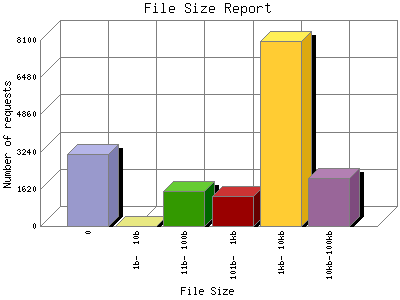 File Size Report
Number of requests
8100
6480
4860
3240
1620
0
0
1b- 10b
11b- 100b
101b- 1kb
1kb- 10kb
10kb-100kb
File Size